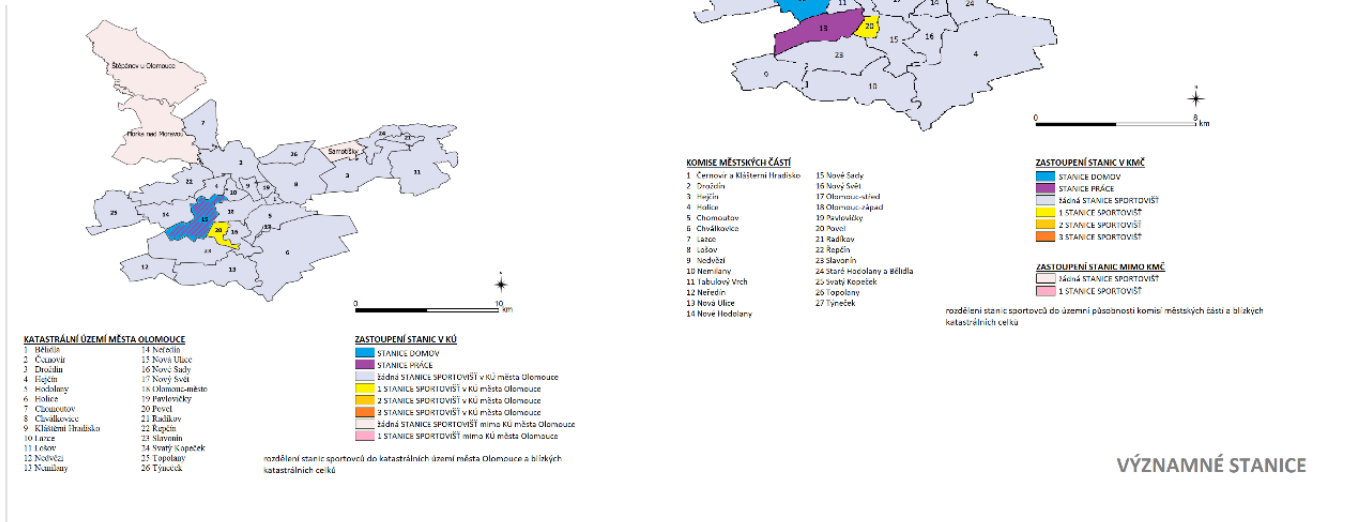 Štěpánov u Olomouce
Horka nad Moravou
Samotišky
0 10 km
KATASTRÁLNÍ ÚZEMÍ MĚSTA OLOMOUCE
1 Bělidla
2 Černovír
3 Droždín
4 Hejčín
5 Hodolany
6 Holice
7 Chomoutov
8 Chválkovice
9 Klášterní Hradisko
10 Lazce
11 Lošov
12 Nedvězí
13 Nemilany
14 Neředín
15 Nová Ulice
16 Nové Sady
17 Nový Svět
18 Olomouc-město
19 Pavlovičky
20 Povel
21 Radíkov
22 Řepčín
23 Slavonín
24 Svatý Kopeček
25 Topolany
26 Týneček
ZASTOUPENÍ STANIC V KÚ
STANICE DOMOV
STANICE PRÁCE
žádná STANICE SPORTOVIŠŤ v KÚ města Olomouce
1 STANICE SPORTOVIŠŤ v KÚ města Olomouce
2 STANICE SPORTOVIŠŤ v KÚ města Olomouce
3 STANICE SPORTOVIŠŤ v KÚ města Olomouce
žádná STANICE SPORTOVIŠŤ mimo KÚ města Olomouce
1 STANICE SPORTOVIŠŤ mimo KÚ města Olomouce
rozdělení stanic sportovců do katastrálních území města Olomouce a blízkých
katastrálních celků
0 8 km
KOMISE MĚSTSKÝCH ČÁSTÍ
1 Černovír a Klášterní Hradisko
2 Droždín
3 Hejčín
4 Holice
5 Chomoutov
6 Chválkovice
7 Lazce
8 Lošov
9 Nedvězí
10 Nemilany
11 Tabulový Vrch
12 Neředín
13 Nová Ulice
14 Nové Hodolany
15 Nové Sady
16 Nový Svět
17 Olomouc-střed
18 Olomouc-západ
19 Pavlovičky
20 Povel
21 Radíkov
22 Řepčín
23 Slavonín
24 Staré Hodolany a Bělidla
25 Svatý Kopeček
26 Topolany
27 Týneček
ZASTOUPENÍ STANIC V KMČ
STANICE DOMOV
STANICE PRÁCE
žádná STANICE SPORTOVIŠŤ
1 STANICE SPORTOVIŠŤ
2 STANICE SPORTOVIŠŤ
3 STANICE SPORTOVIŠŤ
ZASTOUPENÍ STANIC MIMO KMČ
žádná STANICE SPORTOVIŠŤ
1 STANICE SPORTOVIŠŤ
rozdělení stanic sportovců do územní působnosti komisí městských částí a blízkých
katastrálních celků
VÝZNAMNÉ STANICE